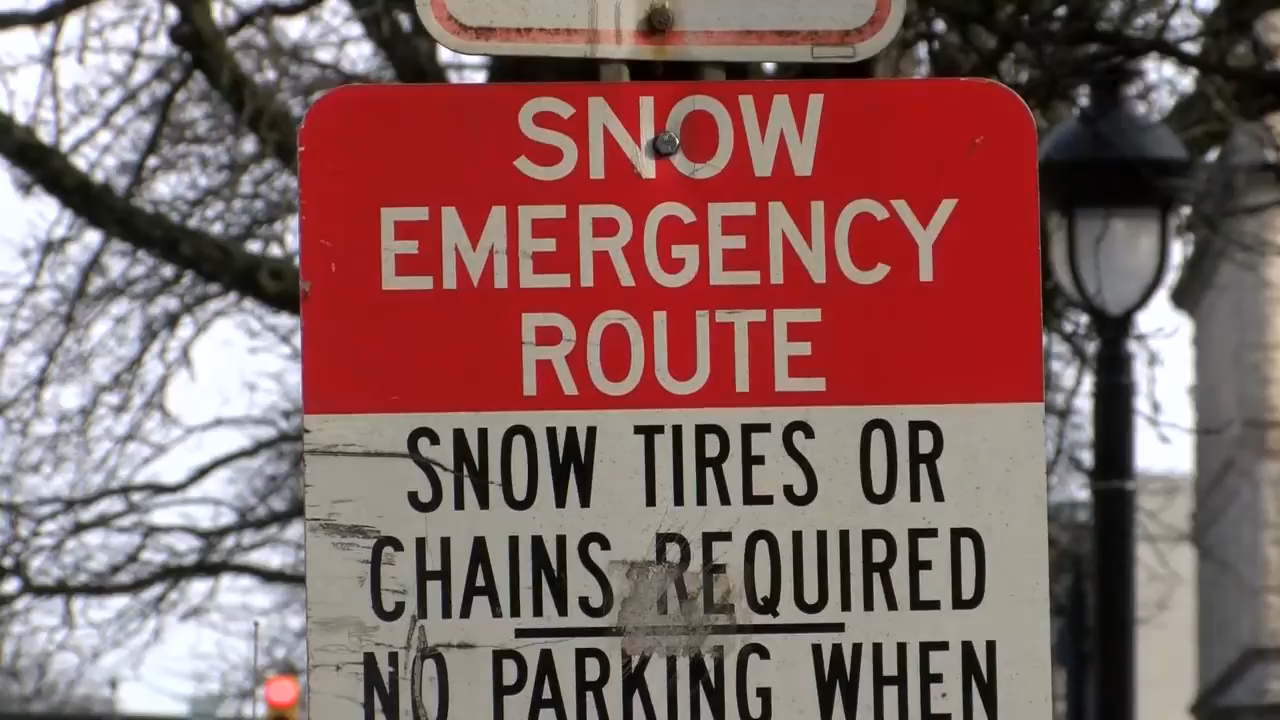 SNOW
EMERGENCY
ROUTE
SNOW TIRES OR
CHAINS REQUIRED
NO PARKING WHEN